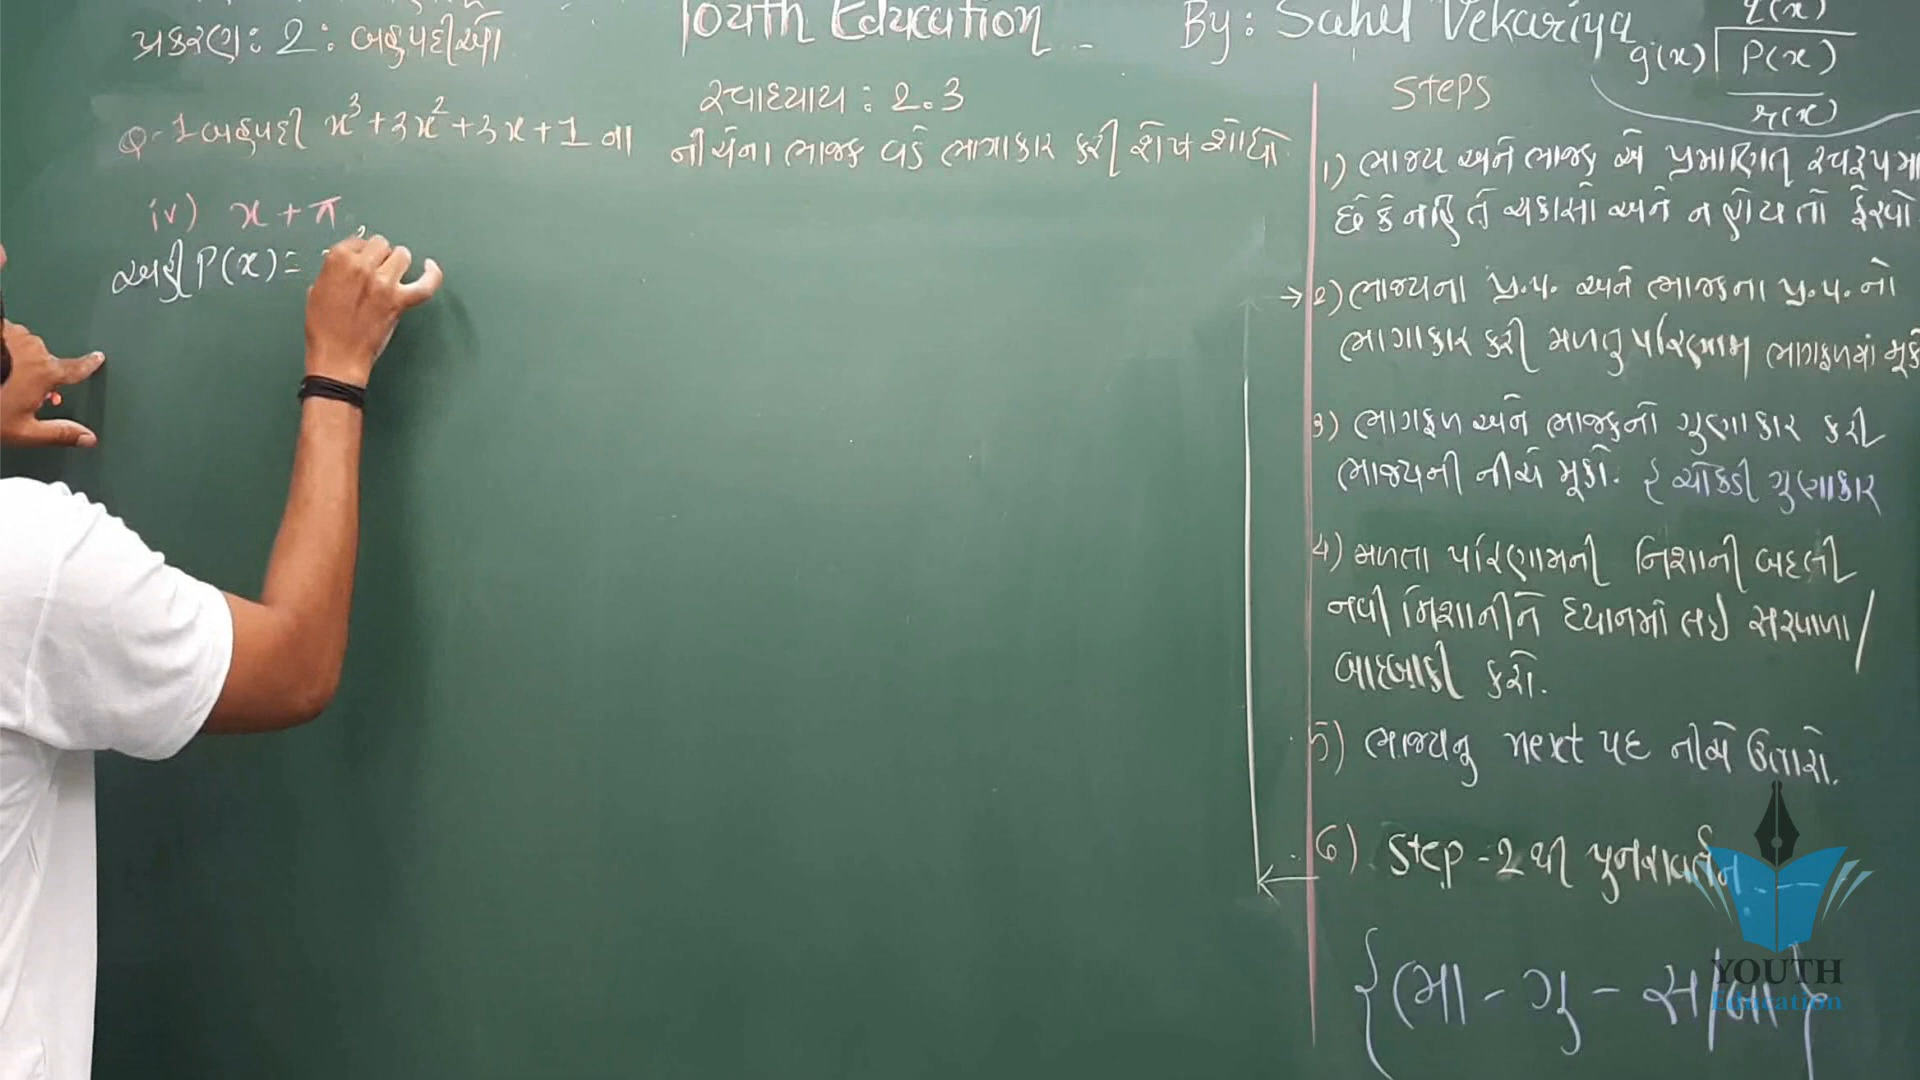 પ્રકરણ: 2: બહુપદીઓ
Youth Education
By: Sahil Vekariya
q(x)
g(x) P(x)
r(x)
સ્વાધ્યાય : 2.3
Q-1 બહુપદી x³+3x²+3x+1 ના નીચેના ભાજક વડે ભાગાકાર કરી શેષ શોધો
iv) x + π
અહીં P(x) =
Steps
1) ભાજ્ય અને ભાજક એ પ્રમાણિત સ્વરૂપમાં
છે કે નહિ તે ચકાસો અને ન હોય તો ફેરવો
→ 2) ભાજ્યના પ્ર.પ. અને ભાજકના પ્ર.પ. નો
ભાગાકાર કરી મળતુ પરિણામ ભાગફળમાં મૂકો
3) ભાગફળ અને ભાજકનો ગુણાકાર કરી
ભાજ્યની નીચે મૂકો. { ચોકડી ગુણાકાર
4) મળતા પરિણામની નિશાની બદલી
નવી નિશાનીને ધ્યાનમાં લઈ સરવાળા/
બાદબાકી કરો.
5) ભાજ્યનુ next પદ નીચે ઉતારો.
6) Step-2 થી પુનરાવર્તન
{ભા - ગુ - સ/બા}
YOUTH
Education